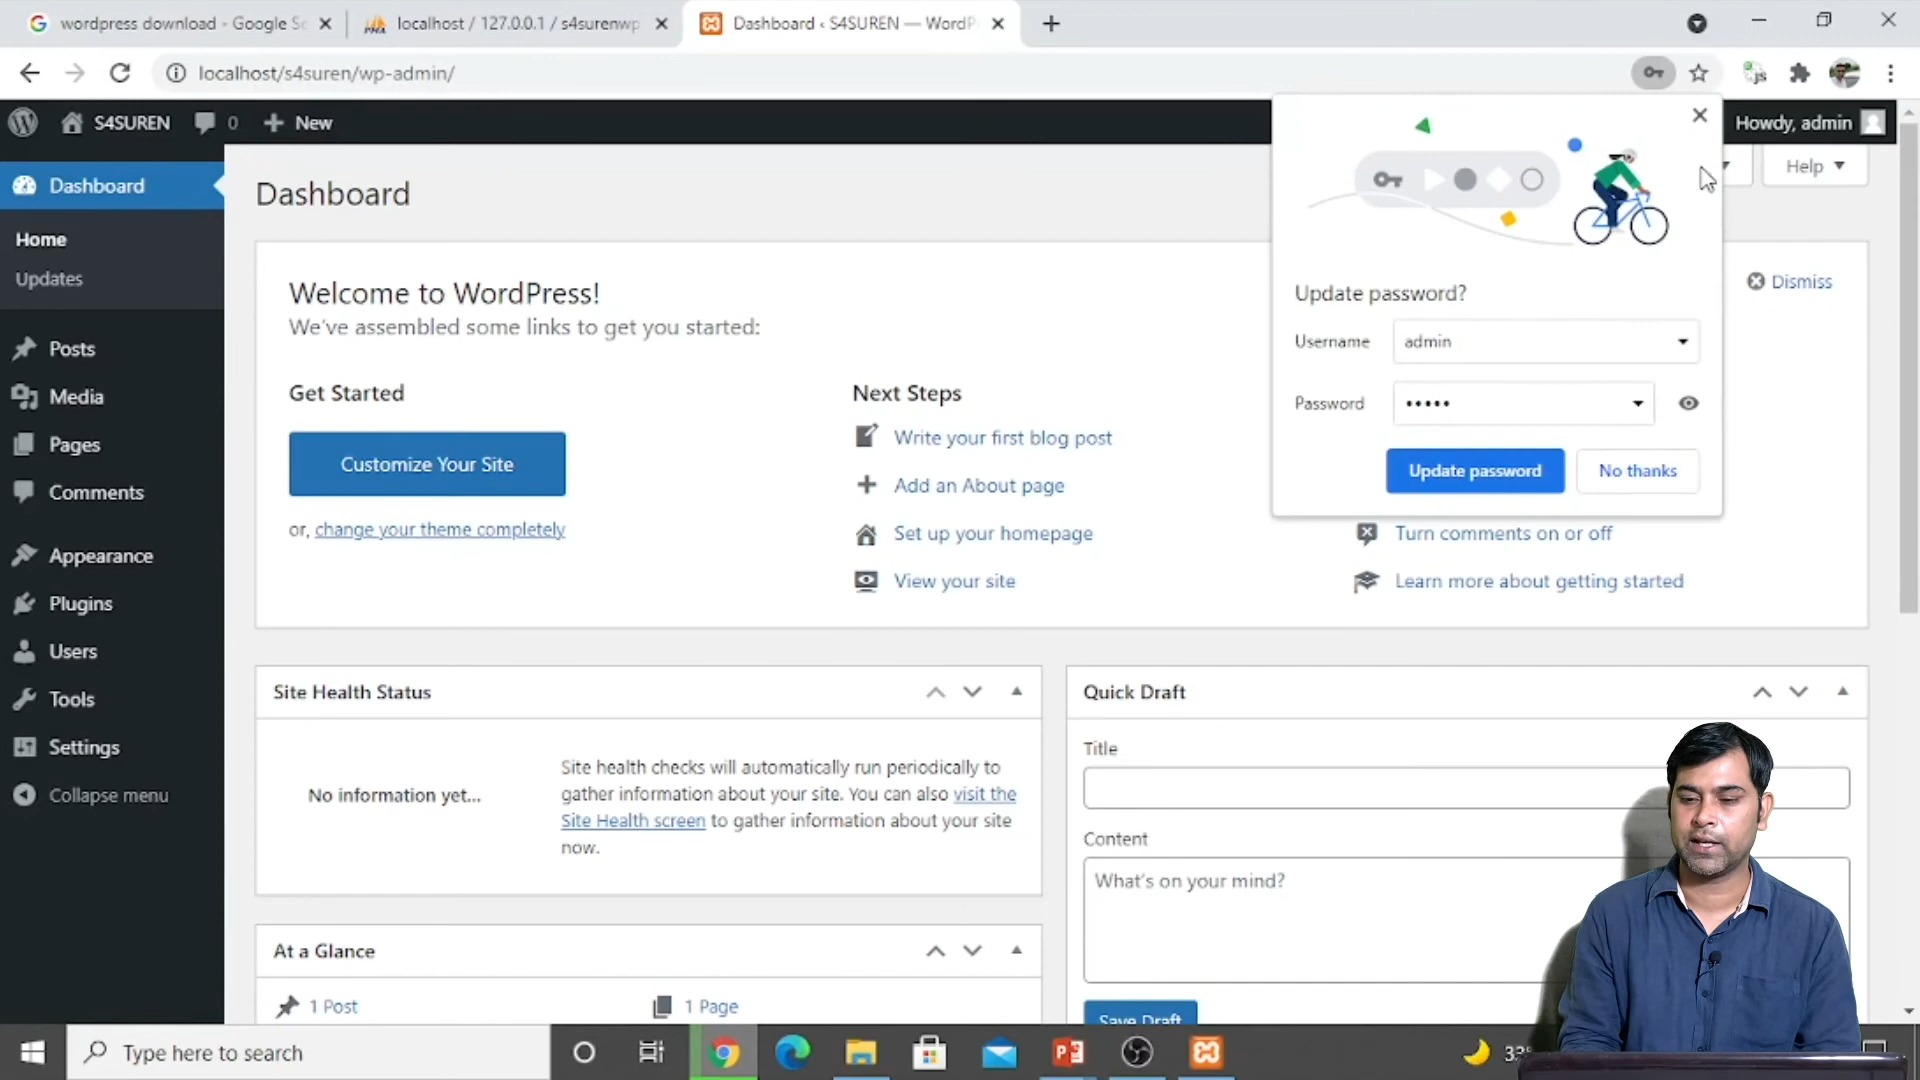 wordpress download - Google Se
localhost / 127.0.0.1 / s4surenwp
Dashboard ‹ S4SUREN — WordP
localhost/s4suren/wp-admin/
S4SUREN
0
New
Howdy, admin
Help
Dashboard
Home
Updates
Posts
Media
Pages
Comments
Appearance
Plugins
Users
Tools
Settings
Collapse menu
Dashboard
Dismiss
Welcome to WordPress!
We've assembled some links to get you started:
Get Started
Customize Your Site
or, change your theme completely
Next Steps
Write your first blog post
Add an About page
Set up your homepage
View your site
Update password?
Username
admin
Password
•••••
Update password
No thanks
Turn comments on or off
Learn more about getting started
Site Health Status
No information yet...
Site health checks will automatically run periodically to
gather information about your site. You can also visit the
Site Health screen to gather information about your site
now.
Quick Draft
Title
Content
What's on your mind?
Save Draft
At a Glance
1 Post
1 Page
Type here to search